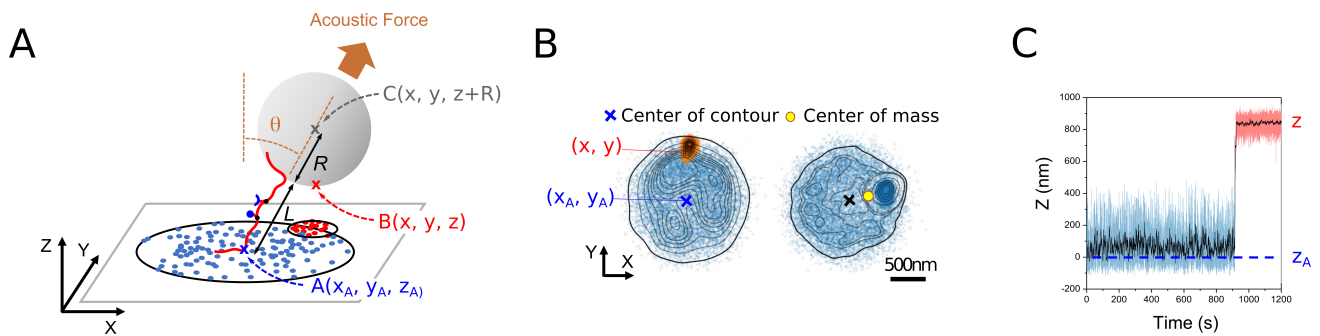 A
Acoustic Force
C(x, y, z+R)
θ
R
L
B(x, y, z)
A(xA, yA, zA)
Z
Y
X
B
Center of contour
Center of mass
(x, y)
(xA, yA)
Y
X
500nm
C
Z (nm)
1000
800
600
400
200
0
-200
0 200 400 600 800 1000 1200
Time (s)
z
zA